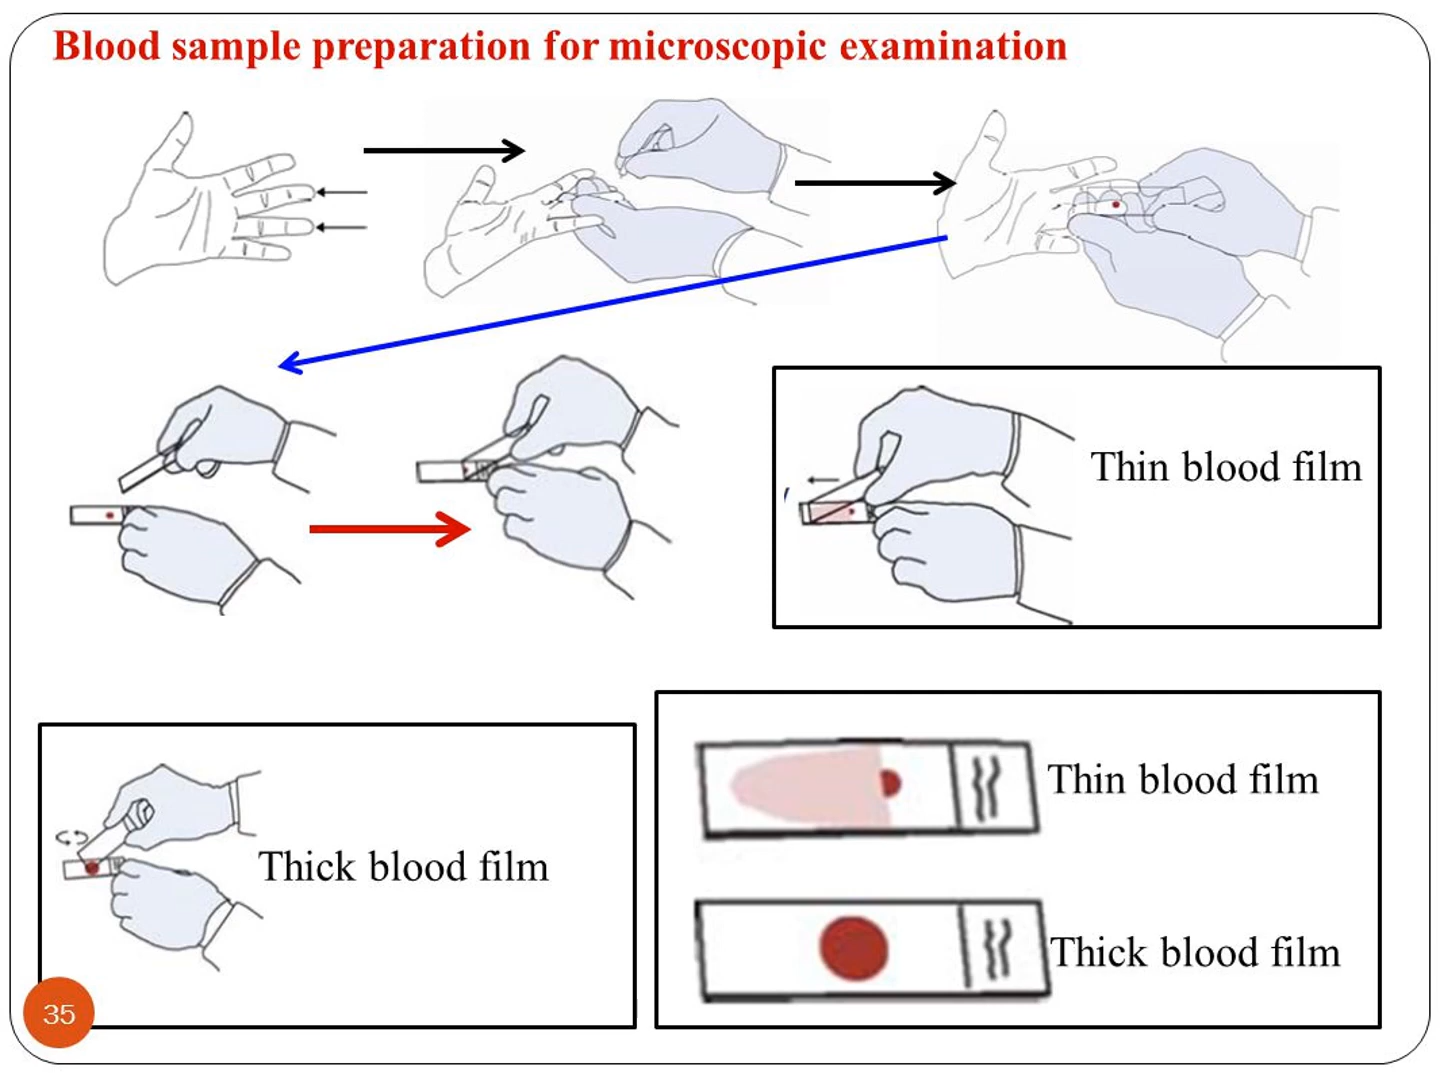 Blood sample preparation for microscopic examination
Thin blood film
Thick blood film
Thin blood film
Thick blood film
35